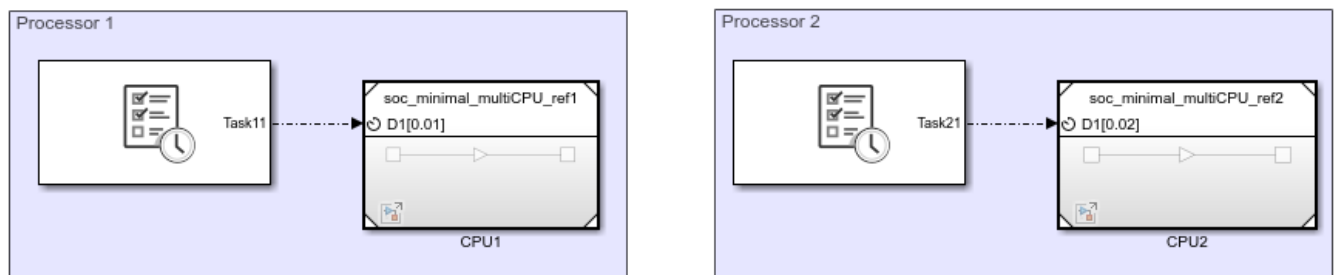 Processor 1
Task11
soc_minimal_multiCPU_ref1
D1[0.01]
CPU1
Processor 2
Task21
soc_minimal_multiCPU_ref2
D1[0.02]
CPU2